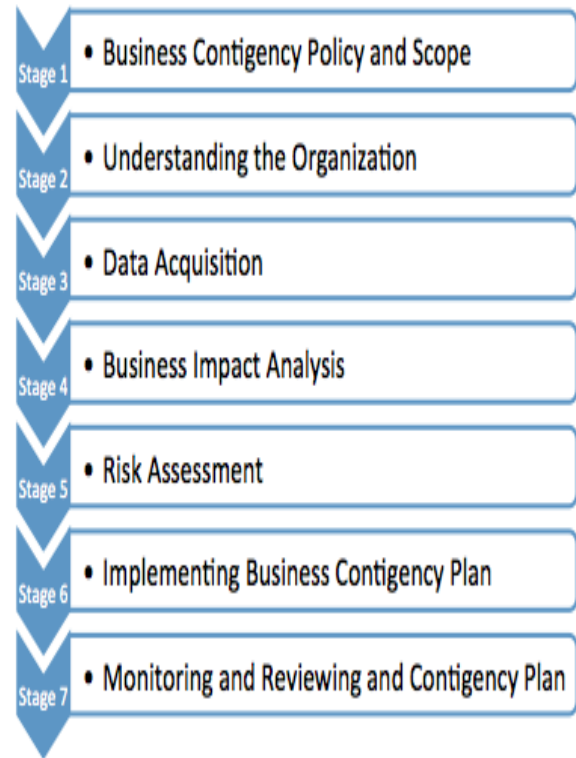 Stage 1
• Business Contigency Policy and Scope
Stage 2
• Understanding the Organization
Stage 3
• Data Acquisition
Stage 4
• Business Impact Analysis
Stage 5
• Risk Assessment
Stage 6
• Implementing Business Contigency Plan
Stage 7
• Monitoring and Reviewing and Contigency Plan